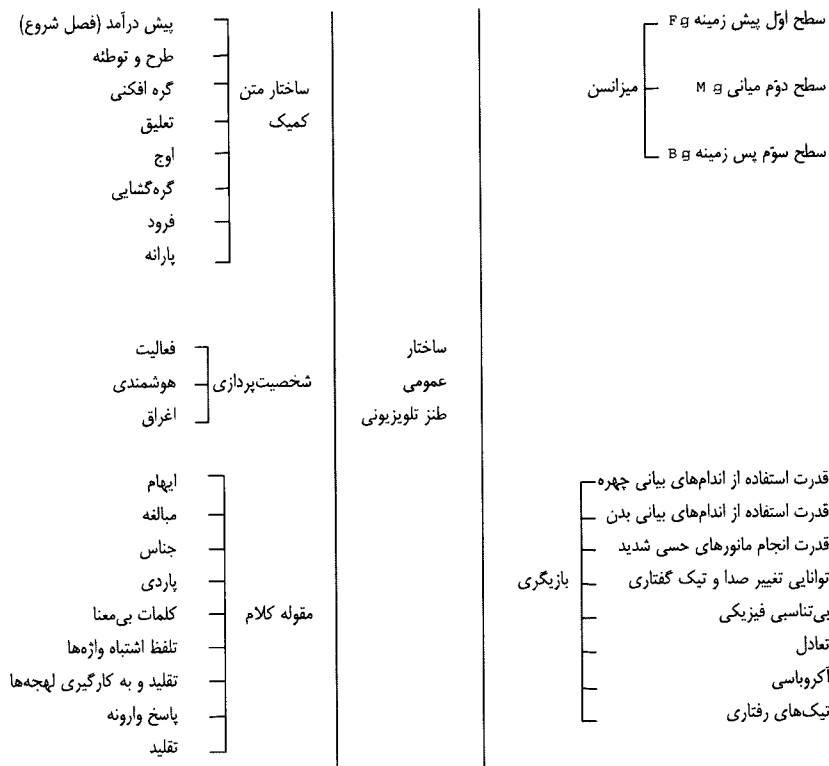 سطح اوّل پیش زمینه Fg
سطح دوّم میانی Mg
میزانسن
سطح سوّم پس زمینه Bg
قدرت استفاده از اندام‌های بیانی چهره
قدرت استفاده از اندام‌های بیانی بدن
قدرت انجام مانورهای حسی شدید
توانایی تغییر صدا و تیک گفتاری
بازیگری
بی‌تناسبی فیزیکی
تعادل
آکروباسی
تیک‌های رفتاری
ساختار
عمومی
طنز تلویزیونی
ساختار متن
کمیک
پیش درآمد (فصل شروع)
طرح و توطئه
گره افکنی
تعلیق
اوج
گره‌گشایی
فرود
پارانه
شخصیت‌پردازی
فعالیت
هوشمندی
اغراق
مقوله کلام
ایهام
مبالغه
جناس
پاردی
کلمات بی‌معنا
تلفظ اشتباه واژه‌ها
تقلید و به کارگیری لهجه‌ها
پاسخ وارونه
تقلید